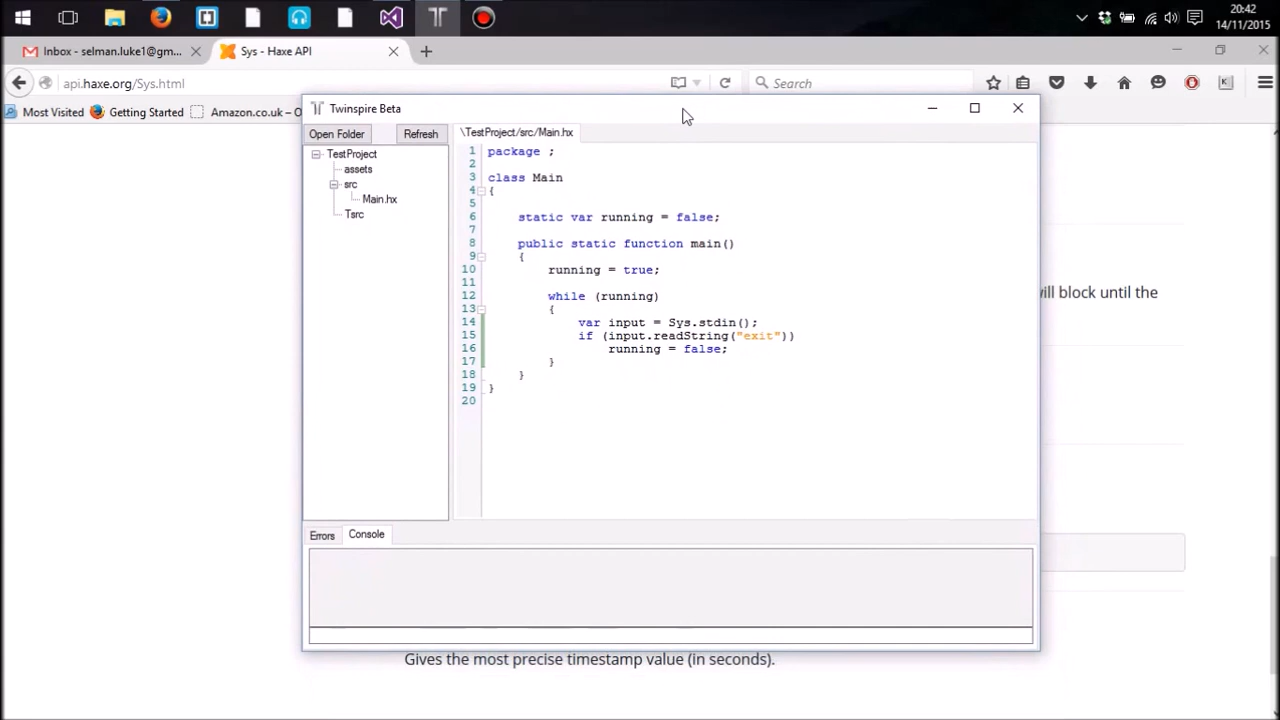 20:42
14/11/2015
Inbox - selman.luke1@gm...
Sys - Haxe API
api.haxe.org/Sys.html
Search
Most Visited
Getting Started
Amazon.co.uk – O
Twinspire Beta
Open Folder
Refresh
\TestProject/src/Main.hx
TestProject
assets
src
Main.hx
Tsrc
1 package ;
2
3 class Main
4 {
5
6 static var running = false;
7
8 public static function main()
9 {
10 running = true;
11
12 while (running)
13 {
14 var input = Sys.stdin();
15 if (input.readString("exit"))
16 running = false;
17 }
18 }
19 }
20
will block until the
Errors
Console
Gives the most precise timestamp value (in seconds).